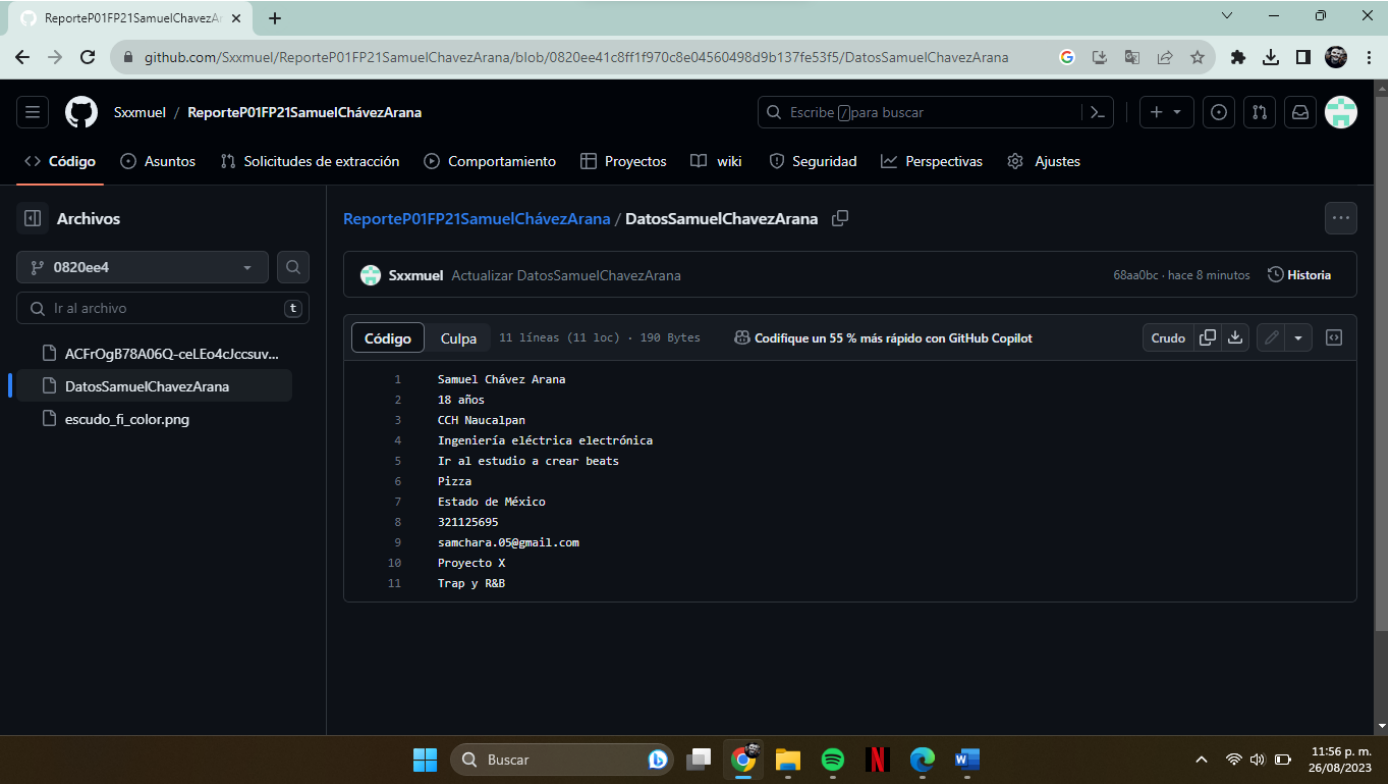 ReporteP01FP21SamuelChavezA
github.com/Sxxmuel/ReporteP01FP21SamuelChavezArana/blob/0820ee41c8ff1f970c8e04560498d9b137fe53f5/DatosSamuelChavezArana
Sxxmuel / ReporteP01FP21SamuelChávezArana
Escribe / para buscar
Código Asuntos Solicitudes de extracción Comportamiento Proyectos wiki Seguridad Perspectivas Ajustes
Archivos
0820ee4
Ir al archivo t
ACFrOgB78A06Q-ceLEo4cJccsuv...
DatosSamuelChavezArana
escudo_fi_color.png
ReporteP01FP21SamuelChávezArana / DatosSamuelChavezArana
Sxxmuel Actualizar DatosSamuelChavezArana 68aa0bc · hace 8 minutos Historia
Código Culpa 11 líneas (11 loc) · 190 Bytes Codifique un 55 % más rápido con GitHub Copilot Crudo
1 Samuel Chávez Arana
2 18 años
3 CCH Naucalpan
4 Ingeniería eléctrica electrónica
5 Ir al estudio a crear beats
6 Pizza
7 Estado de México
8 321125695
9 samchara.05@gmail.com
10 Proyecto X
11 Trap y R&B
Buscar
11:56 p. m.
26/08/2023